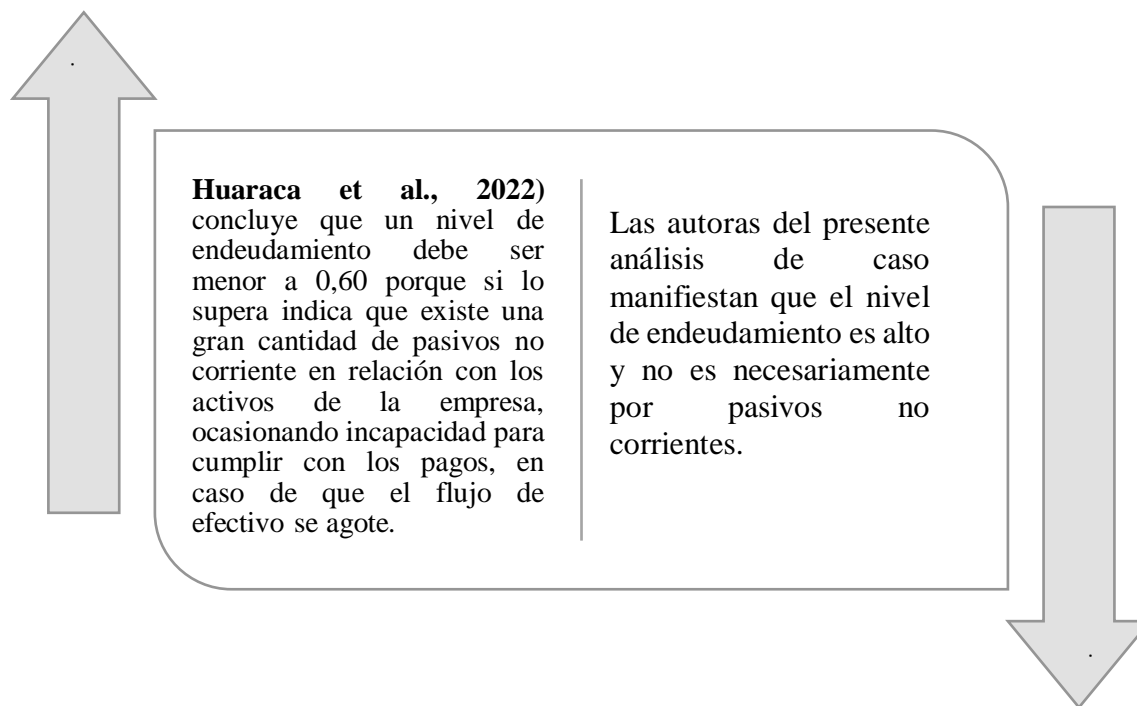 Huaraca et al., 2022)
concluye que un nivel de
endeudamiento debe ser
menor a 0,60 porque si lo
supera indica que existe una
gran cantidad de pasivos no
corriente en relación con los
activos de la empresa,
ocasionando incapacidad para
cumplir con los pagos, en
caso de que el flujo de
efectivo se agote.
Las autoras del presente
análisis de caso
manifiestan que el nivel
de endeudamiento es alto
y no es necesariamente
por pasivos no
corrientes.